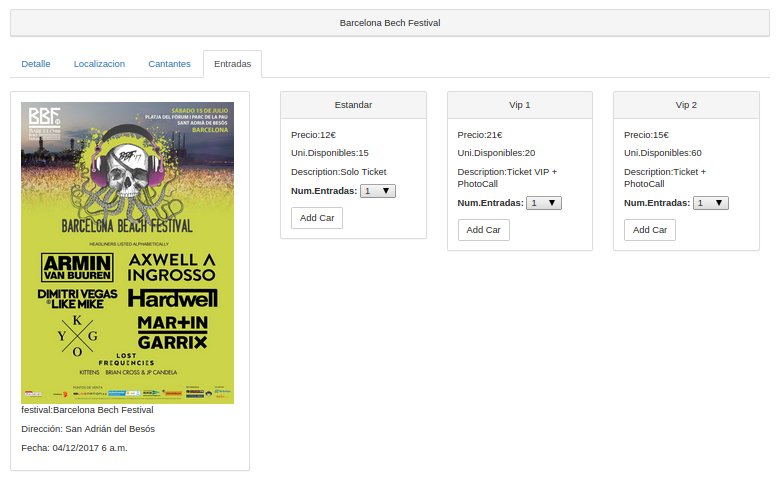 Barcelona Bech Festival
Detalle
Localizacion
Cantantes
Entradas
BBF
BARCELONA
SÁBADO 15 DE JULIO
PLATJA DEL FÒRUM I PARC DE LA PAU
SANT ADRIÀ DE BESÒS
BARCELONA
BARCELONA BEACH FESTIVAL
HEADLINERS LISTED ALPHABETICALLY
ARMIN
VAN BUUREN
AXWELL Λ
INGROSSO
DIMITRI VEGAS
& LIKE MIKE
Hardwell
K
Y G
O
MAR+IN
GARRIX
LOST
FREQUENCIES
KITTENS BRIAN CROSS & JP CANDELA
PUNTOS DE VENTA
festival:Barcelona Bech Festival
Dirección: San Adrián del Besós
Fecha: 04/12/2017 6 a.m.
Estandar
Precio:12€
Uni.Disponibles:15
Description:Solo Ticket
Num.Entradas: 1
Add Car
Vip 1
Precio:21€
Uni.Disponibles:20
Description:Ticket VIP +
PhotoCall
Num.Entradas: 1
Add Car
Vip 2
Precio:15€
Uni.Disponibles:60
Description:Ticket +
PhotoCall
Num.Entradas: 1
Add Car